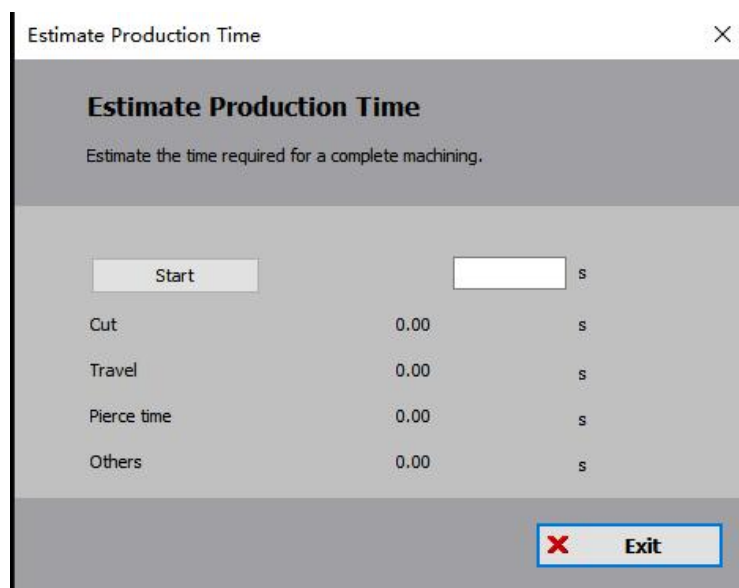 Estimate Production Time
Estimate Production Time
Estimate the time required for a complete machining.
Start s
Cut 0.00 s
Travel 0.00 s
Pierce time 0.00 s
Others 0.00 s
Exit